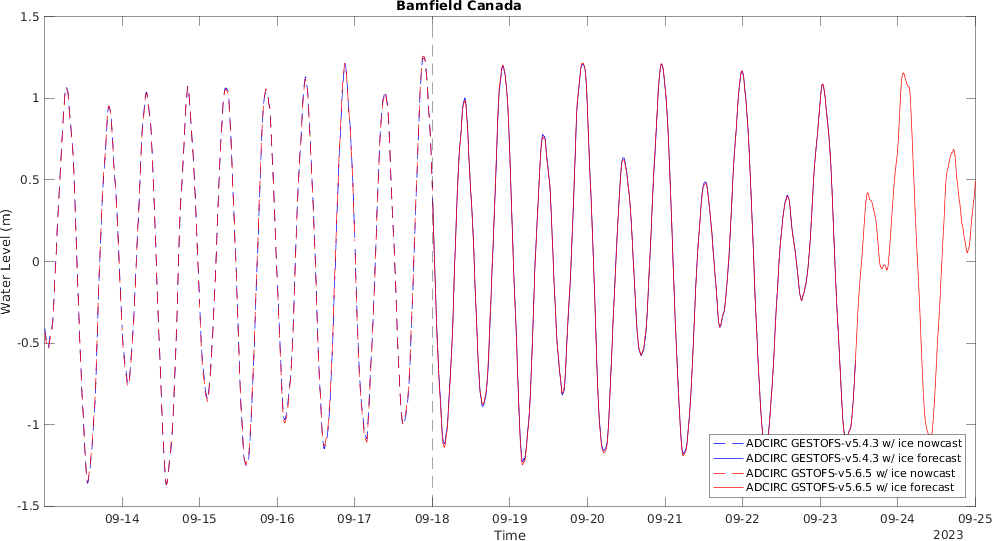 Bamfield Canada
1.5
1
0.5
0
-0.5
-1
-1.5
Water Level (m)
09-14 09-15 09-16 09-17 09-18 09-19 09-20 09-21 09-22 09-23 09-24 09-25
Time
2023
ADCIRC GESTOFS-v5.4.3 w/ ice nowcast
ADCIRC GESTOFS-v5.4.3 w/ ice forecast
ADCIRC GSTOFS-v5.6.5 w/ ice nowcast
ADCIRC GSTOFS-v5.6.5 w/ ice forecast